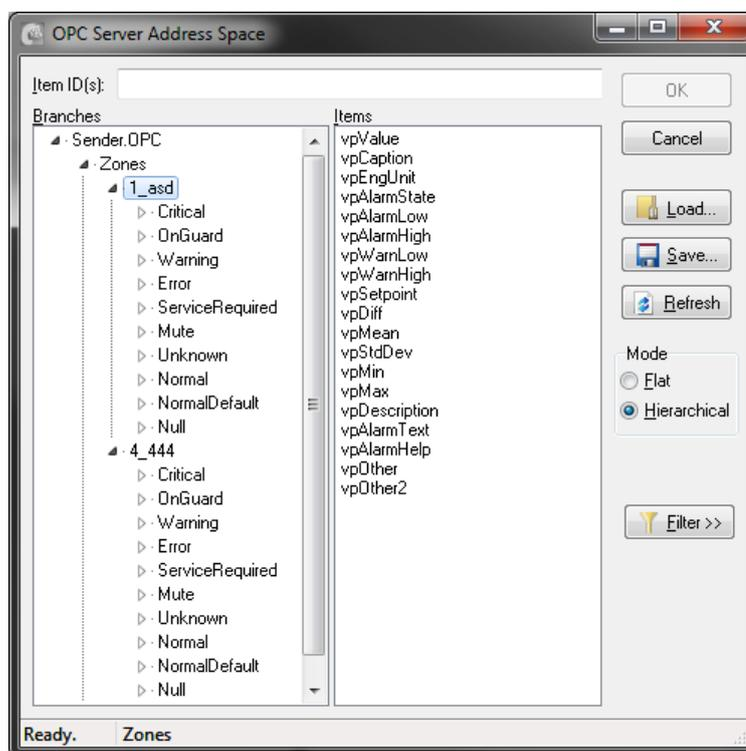 OPC Server Address Space
Item ID(s):
OK
Branches
Items
Cancel
Sender.OPC
Zones
1_asd
Critical
OnGuard
Warning
Error
ServiceRequired
Mute
Unknown
Normal
NormalDefault
Null
4_444
Critical
OnGuard
Warning
Error
ServiceRequired
Mute
Unknown
Normal
NormalDefault
Null
vpValue
vpCaption
vpEngUnit
vpAlarmState
vpAlarmLow
vpAlarmHigh
vpWarnLow
vpWarnHigh
vpSetpoint
vpDiff
vpMean
vpStdDev
vpMin
vpMax
vpDescription
vpAlarmText
vpAlarmHelp
vpOther
vpOther2
Load...
Save...
Refresh
Mode
Flat
Hierarchical
Filter >>
Ready.
Zones